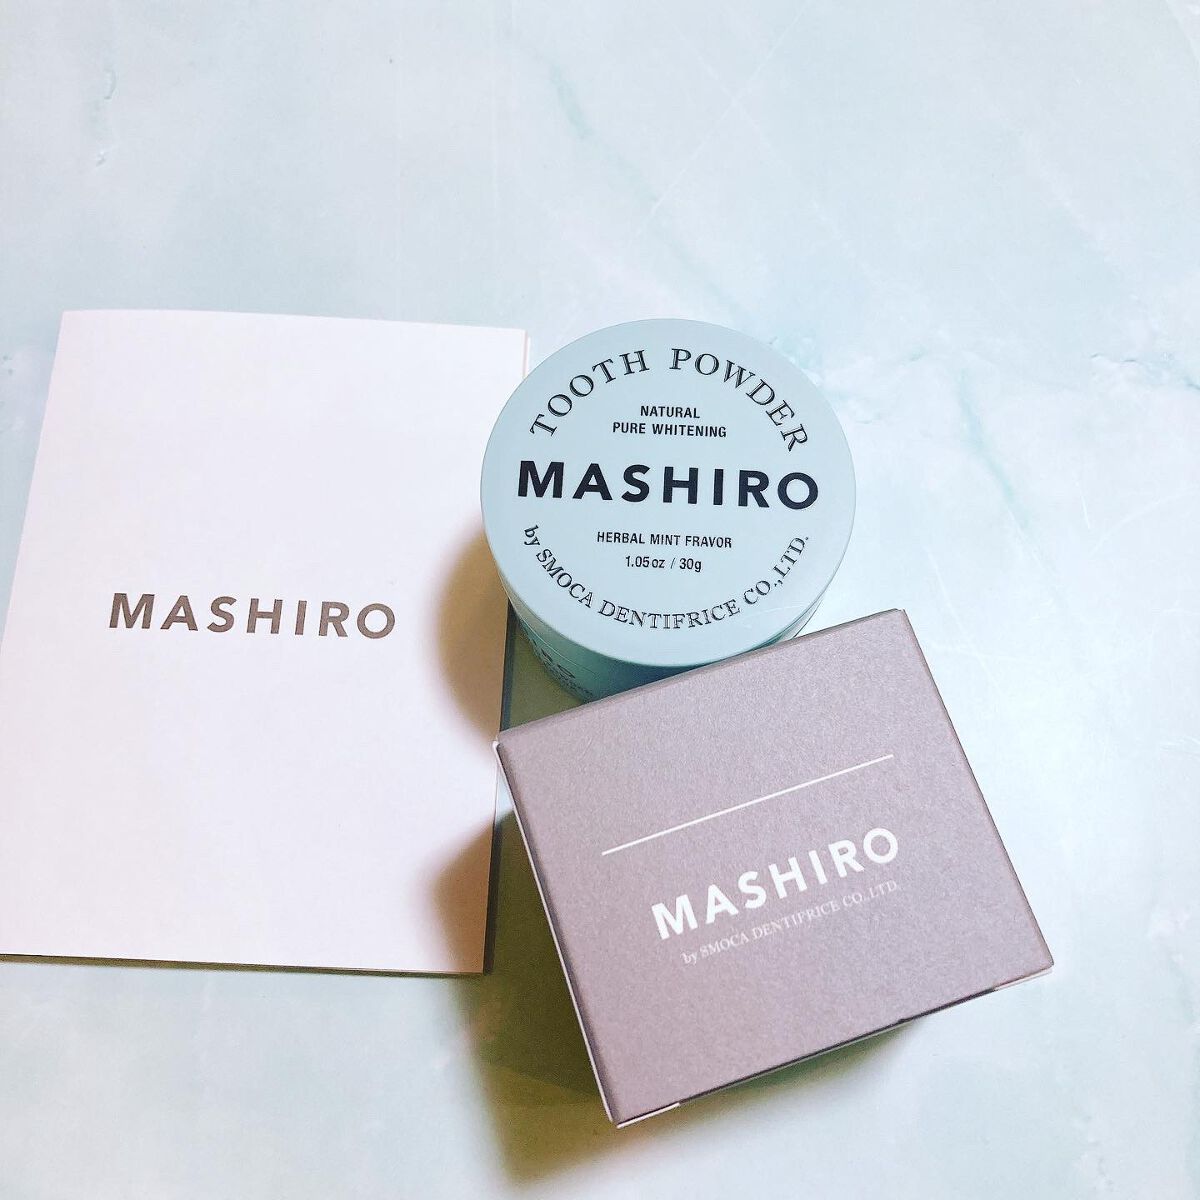 MASHIRO
TOOTH POWDER
NATURAL
PURE WHITENING
MASHIRO
HERBAL MINT FRAVOR
1.05oz / 30g
by SMOCA DENTIFRICE CO.,LTD.
MASHIRO
by SMOCA DENTIFRICE CO.,LTD.